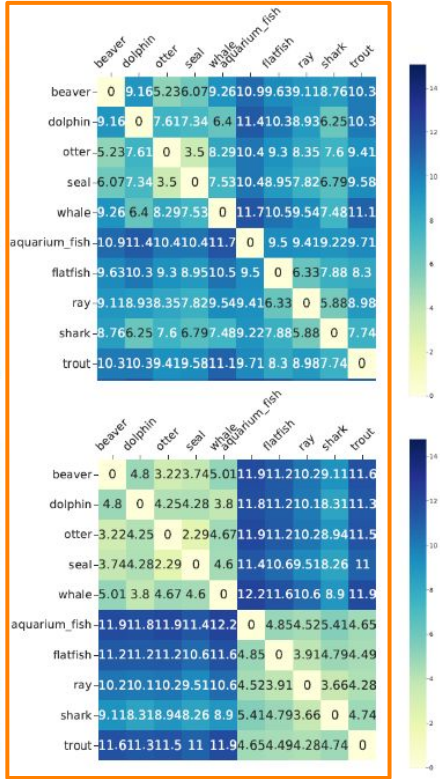 beaver dolphin otter seal whale aquarium_fish flatfish ray shark trout
beaver 0 9.16 5.23 6.07 9.26 10.9 9.63 9.11 8.76 10.3
dolphin 9.16 0 7.61 7.34 6.4 11.4 10.3 8.93 6.25 10.3
otter 5.23 7.61 0 3.5 8.29 10.4 9.3 8.35 7.6 9.41
seal 6.07 7.34 3.5 0 7.53 10.4 8.95 7.82 6.79 9.58
whale 9.26 6.4 8.29 7.53 0 11.7 10.5 9.54 7.48 11.1
aquarium_fish 10.9 11.4 10.4 10.4 11.7 0 9.5 9.41 9.22 9.71
flatfish 9.63 10.3 9.3 8.95 10.5 9.5 0 6.33 7.88 8.3
ray 9.11 8.93 8.35 7.82 9.54 9.41 6.33 0 5.88 8.98
shark 8.76 6.25 7.6 6.79 7.48 9.22 7.88 5.88 0 7.74
trout 10.3 10.3 9.41 9.58 11.1 9.71 8.3 8.98 7.74 0
14
12
10
8
6
4
2
0
beaver dolphin otter seal whale aquarium_fish flatfish ray shark trout
beaver 0 4.8 3.22 3.74 5.01 11.9 11.2 10.2 9.11 11.6
dolphin 4.8 0 4.25 4.28 3.8 11.8 11.2 10.1 8.31 11.3
otter 3.22 4.25 0 2.29 4.67 11.9 11.2 10.2 8.94 11.5
seal 3.74 4.28 2.29 0 4.6 11.4 10.6 9.51 8.26 11
whale 5.01 3.8 4.67 4.6 0 12.2 11.6 10.6 8.9 11.9
aquarium_fish 11.9 11.8 11.9 11.4 12.2 0 4.85 4.52 5.41 4.65
flatfish 11.2 11.2 11.2 10.6 11.6 4.85 0 3.91 4.79 4.49
ray 10.2 10.1 10.2 9.51 10.6 4.52 3.91 0 3.66 4.28
shark 9.11 8.31 8.94 8.26 8.9 5.41 4.79 3.66 0 4.74
trout 11.6 11.3 11.5 11 11.9 4.65 4.49 4.28 4.74 0
14
12
10
8
6
4
2
0